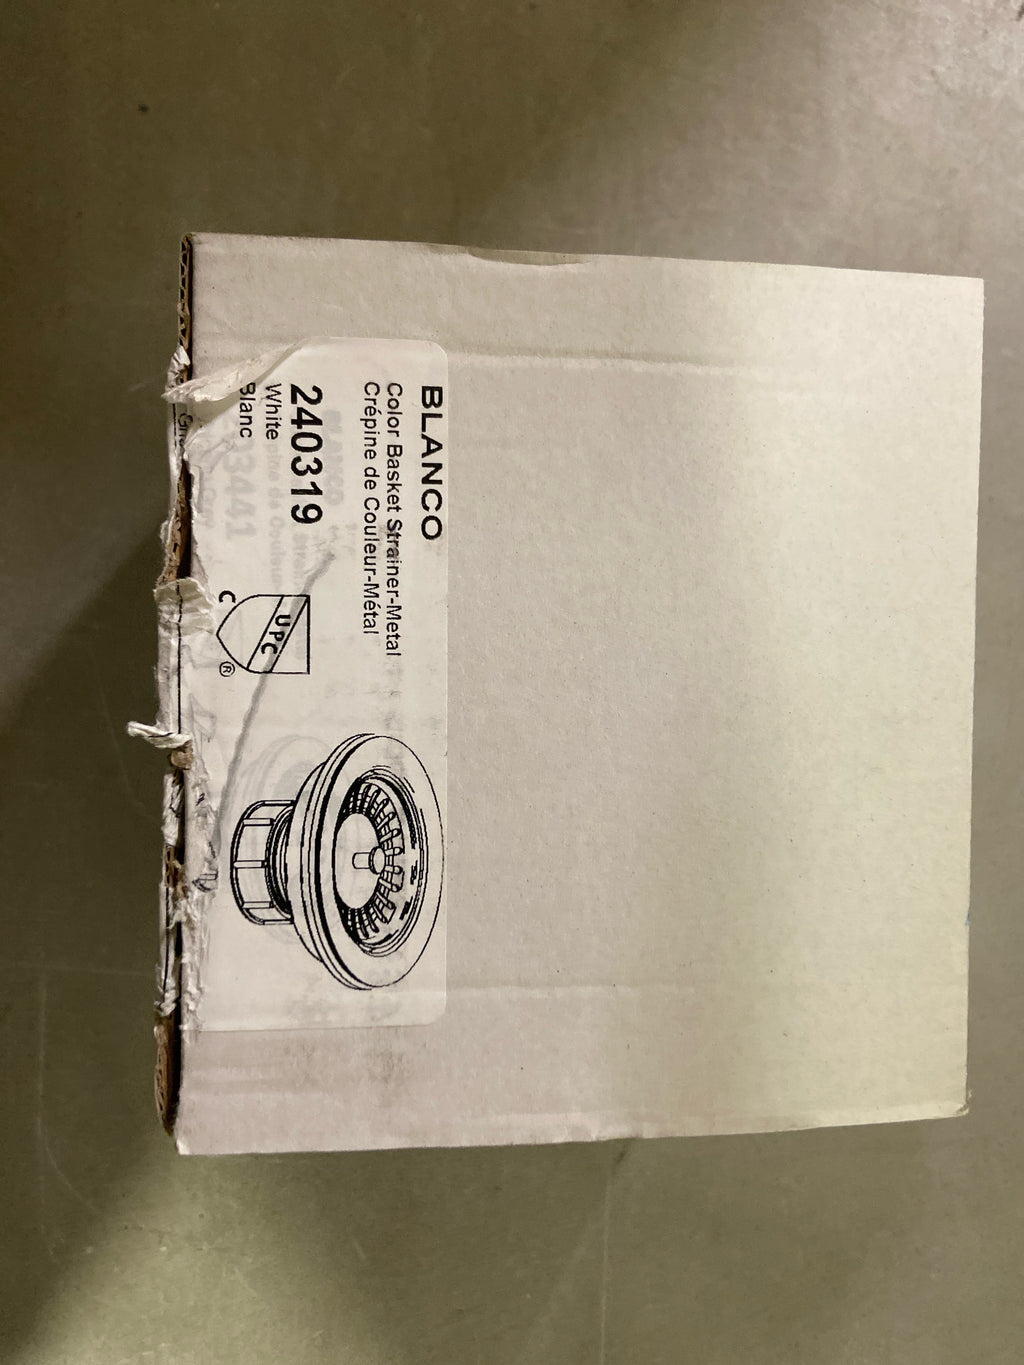 BLANCO
Color Basket Strainer-Metal
Crépine de Couleur-Métal
240319
White
Blanc
UPC
C ®